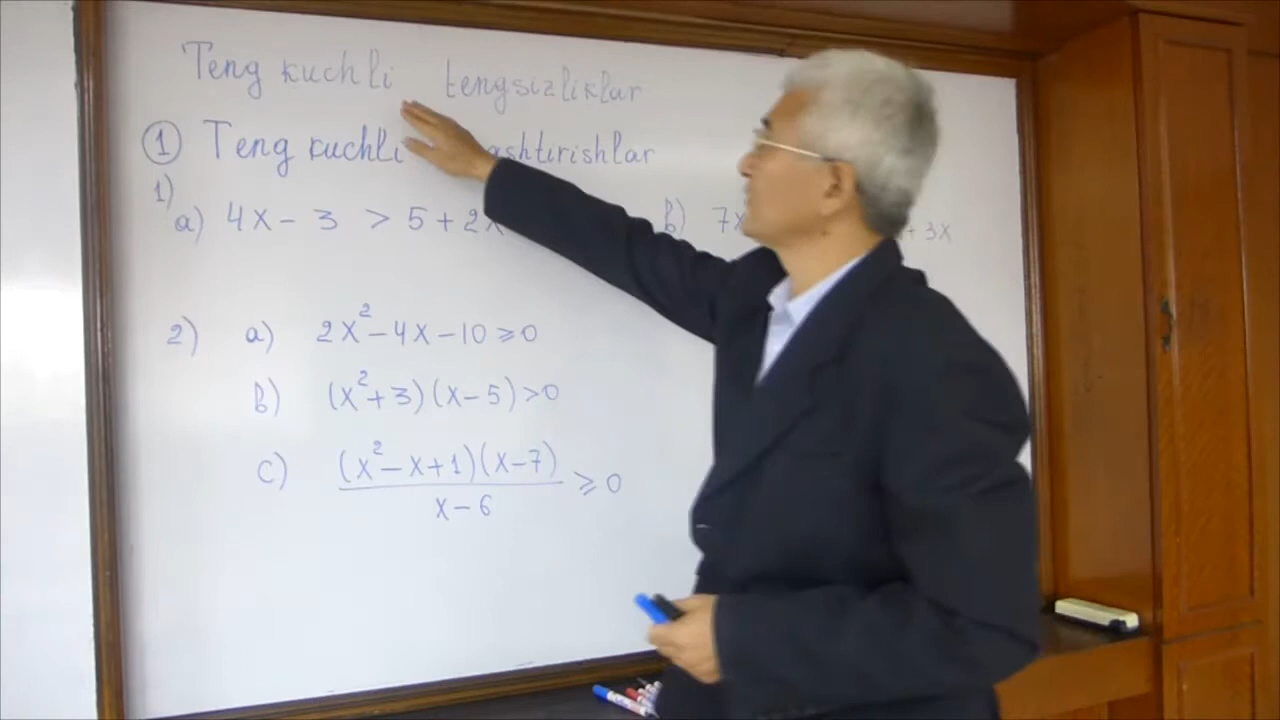 Teng kuchli tengsizliklar
① Teng kuchli ashtirishlar
1)
a) 4x - 3 > 5 + 2x
b) 7x + 3x
2) a) 2x² - 4x - 10 ≥ 0
b) (x² + 3)(x - 5) > 0
c) (x² - x + 1)(x - 7)
x - 6
≥ 0